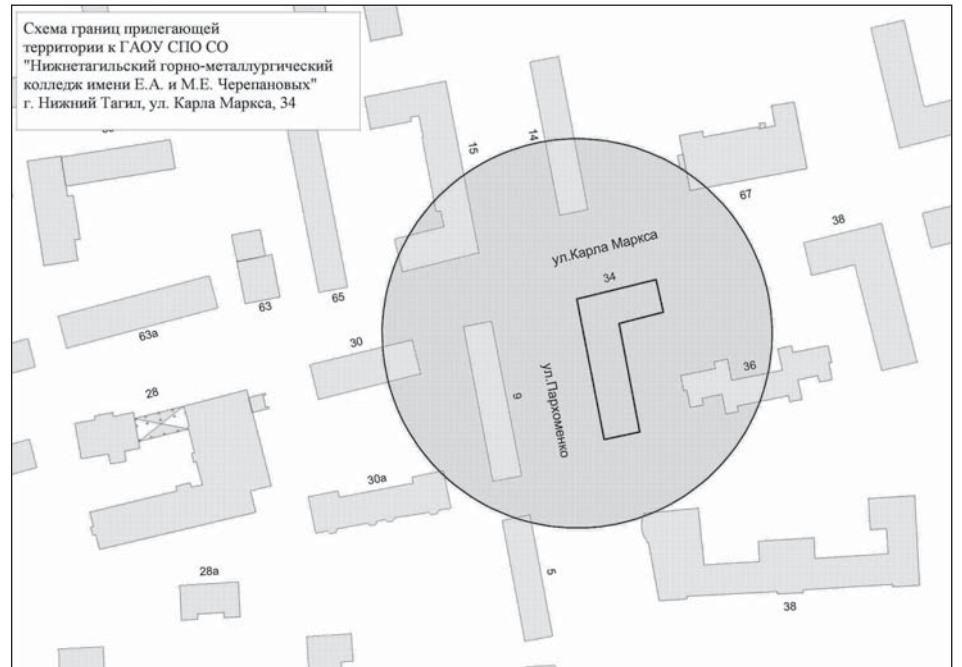 Схема границ прилегающей
территории к ГАОУ СПО СО
"Нижнетагильский горно-металлургический
колледж имени Е.А. и М.Е. Черепановых"
г. Нижний Тагил, ул. Карла Маркса, 34
14
15
67
38
ул.Карла Маркса
34
63
65
63а
30
36
28
9
ул.Пархоменко
30а
28а
5
38